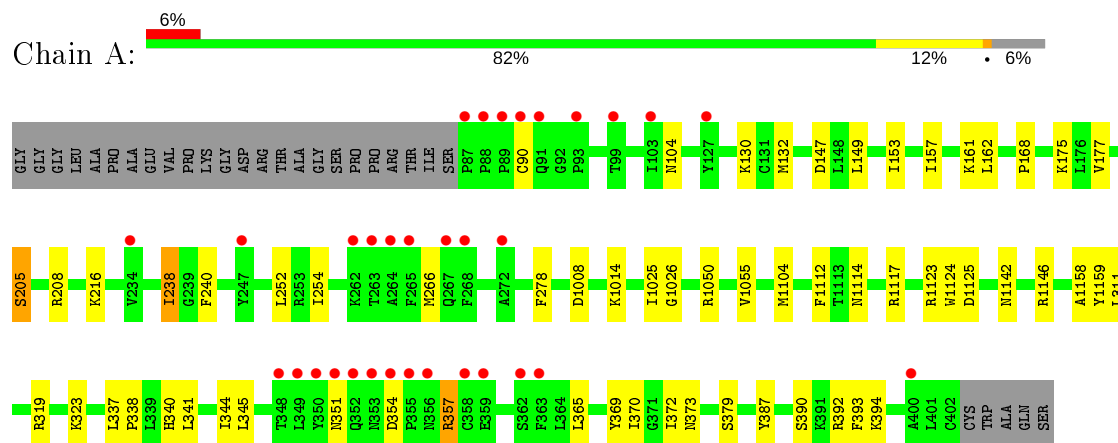 6%
Chain A:
82% 12% • 6%
GLY GLY GLY LEU ALA PRO ALA GLU VAL PRO LYS GLY ASP ARG THR ALA GLY SER PRO PRO ARG THR ILE SER P87 P88 P89 C90 Q91 G92 P93 T99 I103 N104 Y127 K130 C131 M132 D147 L148 L149 I153 I157 K161 L162 P168 K175 L176 V177
S205 R208 K216 V234 I238 G239 F240 Y247 L252 R253 I254 K262 T263 A264 F265 M266 Q267 F268 A272 F278 D1008 K1014 I1025 G1026 R1050 V1055 M1104 F1112 T1113 N1114 R1117 R1123 W1124 D1125 N1142 R1146 A1158 Y1159 L311
R319 K323 L337 P338 L339 H340 L341 I344 L345 T348 L349 Y350 N351 Q352 N353 D354 P355 N356 R357 C358 E359 S362 F363 L364 L365 Y369 I370 G371 I372 N373 S379 Y387 S390 K391 R392 F393 K394 A400 L401 C402 CYS TRP ALA GLN SER